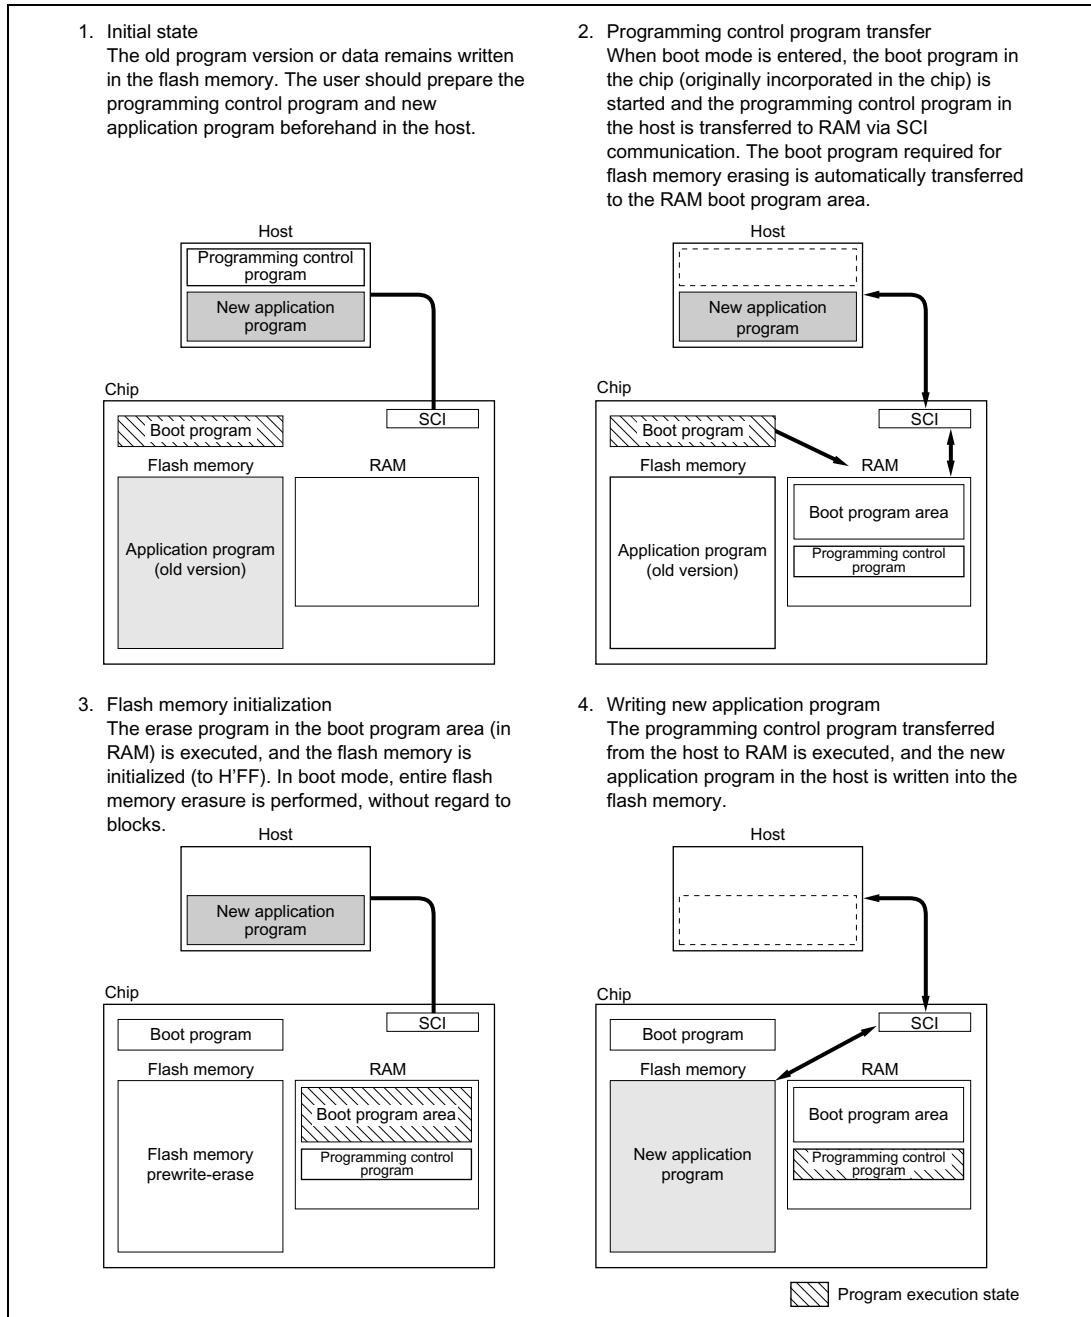 1. Initial state
The old program version or data remains written
in the flash memory. The user should prepare the
programming control program and new
application program beforehand in the host.
Host
Programming control
program
New application
program
Chip
SCI
Boot program
Flash memory
RAM
Application program
(old version)
2. Programming control program transfer
When boot mode is entered, the boot program in
the chip (originally incorporated in the chip) is
started and the programming control program in
the host is transferred to RAM via SCI
communication. The boot program required for
flash memory erasing is automatically transferred
to the RAM boot program area.
Host
New application
program
Chip
SCI
Boot program
Flash memory
RAM
Boot program area
Application program
(old version)
Programming control
program
3. Flash memory initialization
The erase program in the boot program area (in
RAM) is executed, and the flash memory is
initialized (to H'FF). In boot mode, entire flash
memory erasure is performed, without regard to
blocks.
Host
New application
program
Chip
SCI
Boot program
Flash memory
RAM
Boot program area
Flash memory
prewrite-erase
Programming control
program
4. Writing new application program
The programming control program transferred
from the host to RAM is executed, and the new
application program in the host is written into the
flash memory.
Host
Chip
SCI
Boot program
Flash memory
RAM
Boot program area
New application
program
Programming control
program
Program execution state